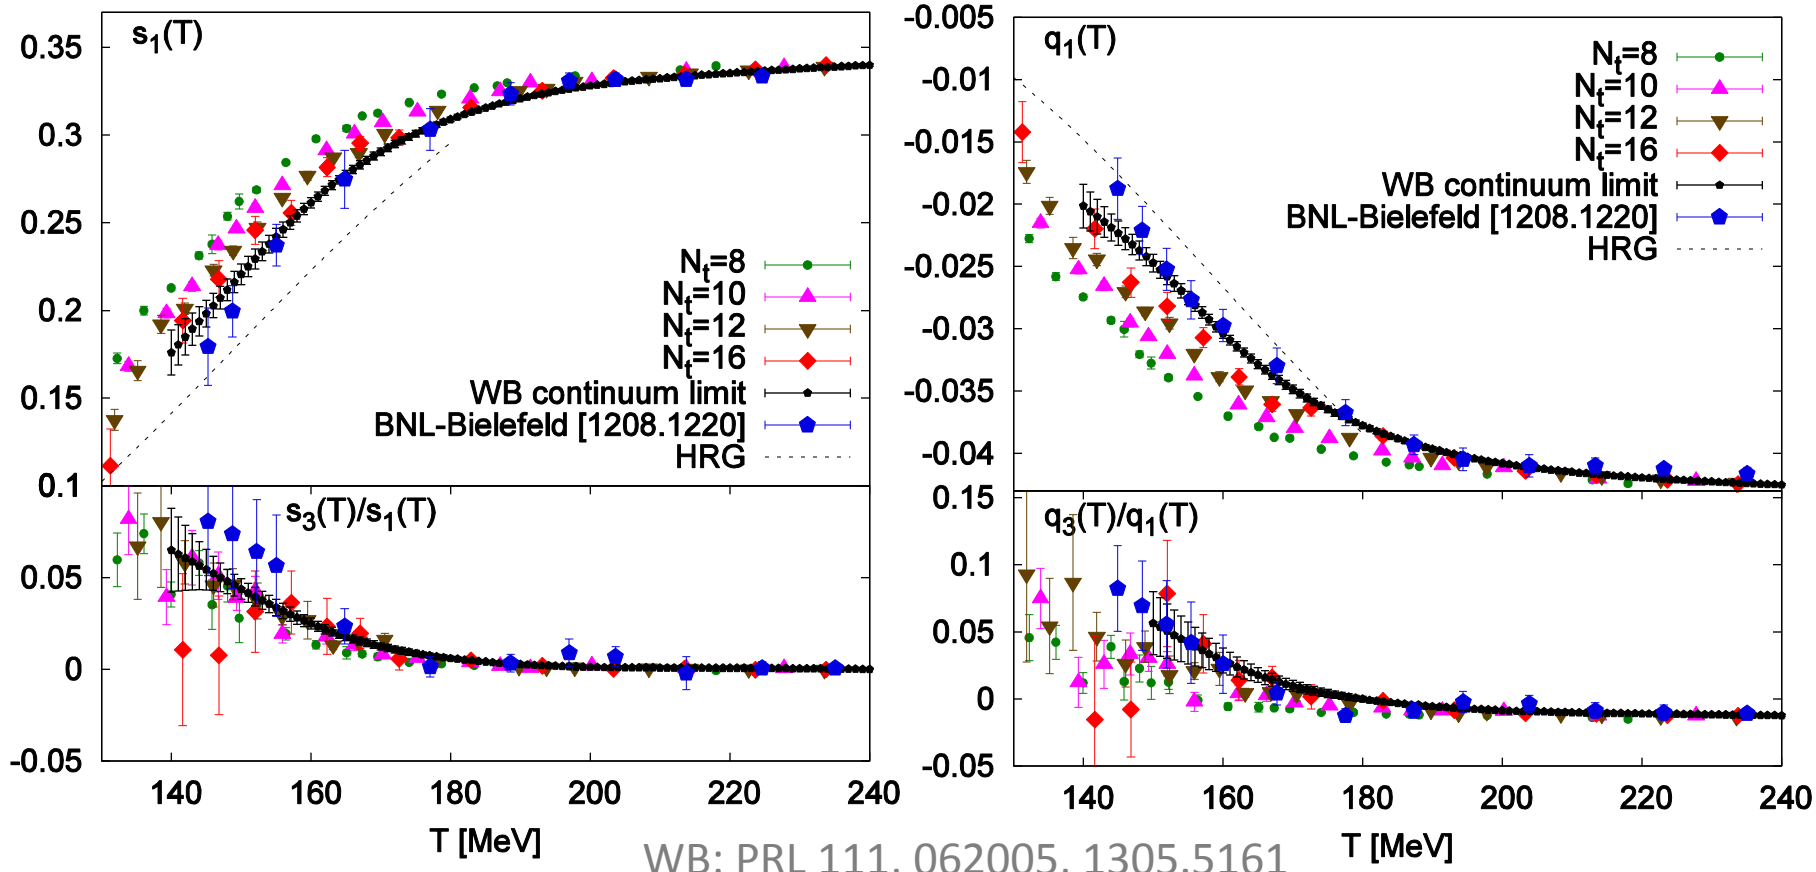 s1(T)
0.35
0.3
0.25
0.2
0.15
0.1
Nt=8
Nt=10
Nt=12
Nt=16
WB continuum limit
BNL-Bielefeld [1208.1220]
HRG
s3(T)/s1(T)
0.05
0
-0.05
140 160 180 200 220 240
T [MeV]
q1(T)
-0.005
-0.01
-0.015
-0.02
-0.025
-0.03
-0.035
-0.04
Nt=8
Nt=10
Nt=12
Nt=16
WB continuum limit
BNL-Bielefeld [1208.1220]
HRG
q3(T)/q1(T)
0.15
0.1
0.05
0
-0.05
140 160 180 200 220 240
T [MeV]
WB: PRL 111, 062005, 1305.5161